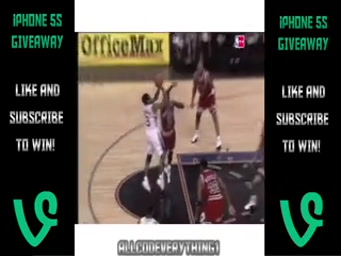 IPHONE 5S
GIVEAWAY
LIKE AND
SUBSCRIBE
TO WIN!
OfficeMax
ALLCODEVERYTHING1
IPHONE 5S
GIVEAWAY
LIKE AND
SUBSCRIBE
TO WIN!